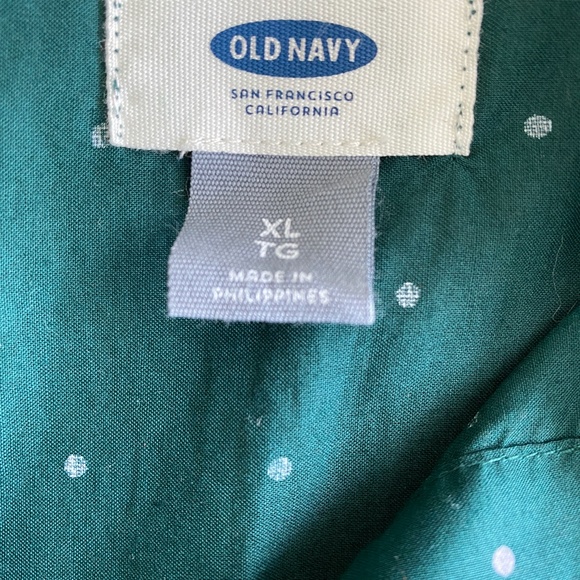 OLD NAVY
SAN FRANCISCO
CALIFORNIA
XL
TG
MADE IN
PHILIPPINES